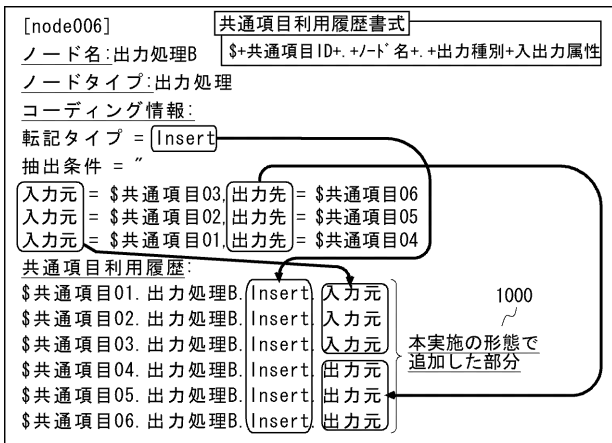 [node006]
共通項目利用履歴書式
$+共通項目ID+.+ﾉｰﾄﾞ名+.+出力種別+入出力属性
ノード名:出力処理B
ノードタイプ:出力処理
コーディング情報:
転記タイプ = Insert
抽出条件 = ″
入力元 = $共通項目03,出力先 = $共通項目06
入力元 = $共通項目02,出力先 = $共通項目05
入力元 = $共通項目01,出力先 = $共通項目04
共通項目利用履歴:
$共通項目01.出力処理B.Insert.入力元
$共通項目02.出力処理B.Insert.入力元
$共通項目03.出力処理B.Insert.入力元
$共通項目04.出力処理B.Insert.出力元
$共通項目05.出力処理B.Insert.出力元
$共通項目06.出力処理B.Insert.出力元
1000
本実施の形態で
追加した部分